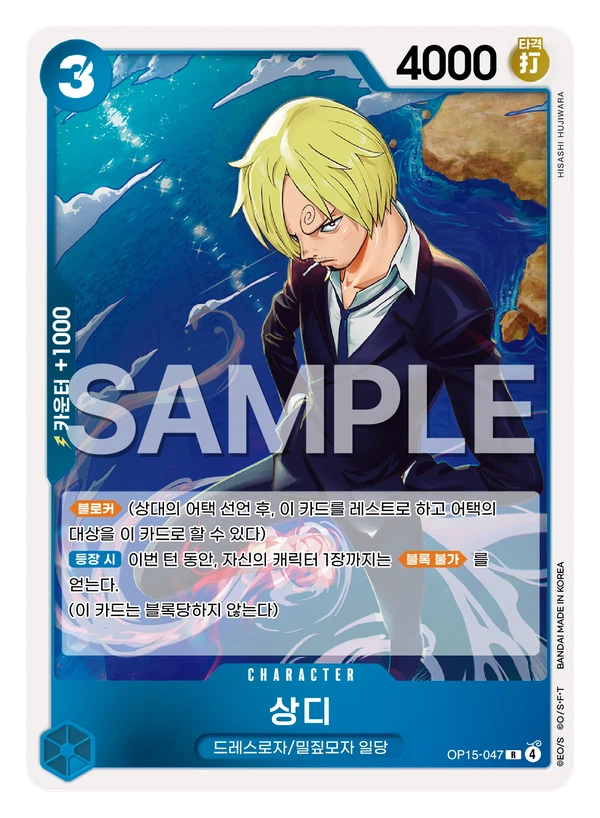 3
4000
타격
打
HISASHI HUJIWARA
카운터 +1000
SAMPLE
블로커 (상대의 어택 선언 후, 이 카드를 레스트로 하고 어택의
대상을 이 카드로 할 수 있다)
등장 시 이번 턴 동안, 자신의 캐릭터 1장까지는 블록 불가 를
얻는다.
(이 카드는 블록당하지 않는다)
CHARACTER
상디
드레스로자/밀짚모자 일당
OP15-047 R 4
©E.O/S ©O/S·F·T BANDAI MADE IN KOREA